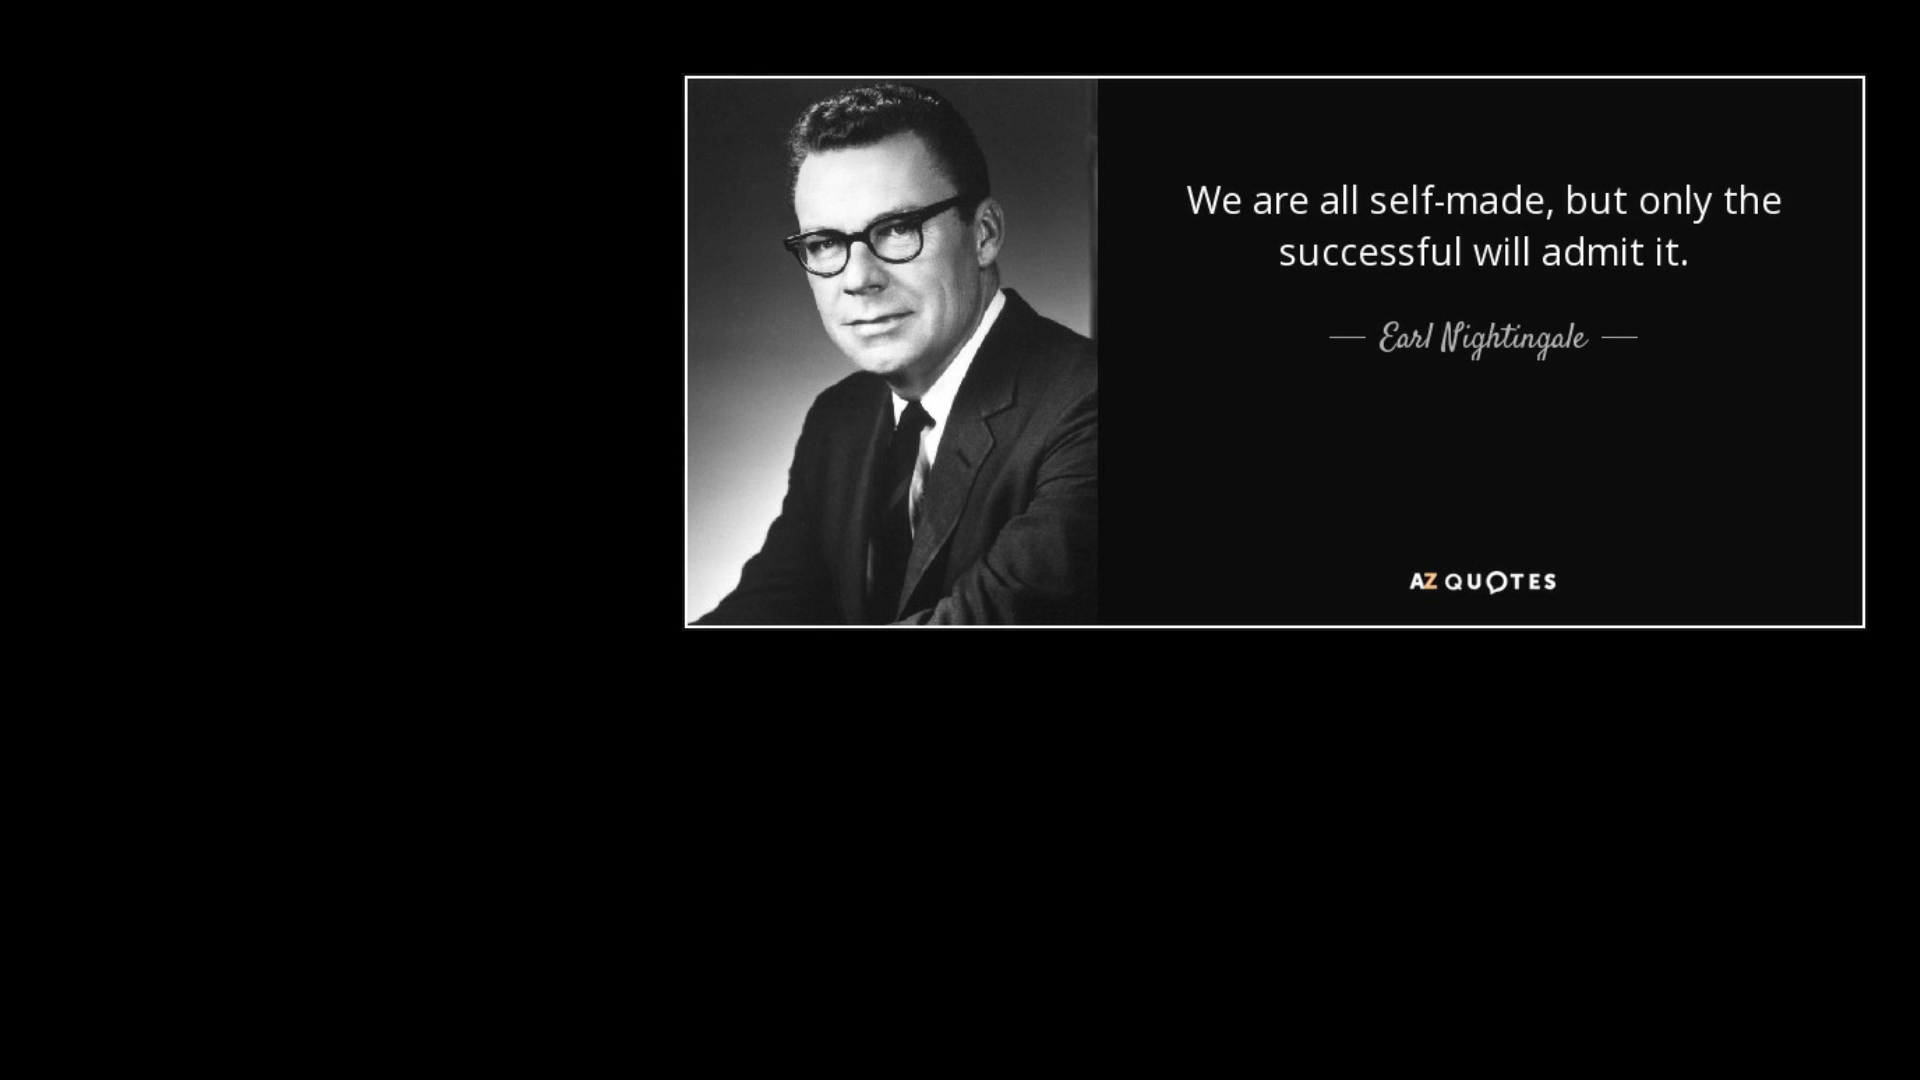 We are all self-made, but only the
successful will admit it.
— Earl Nightingale —
AZ QUOTES